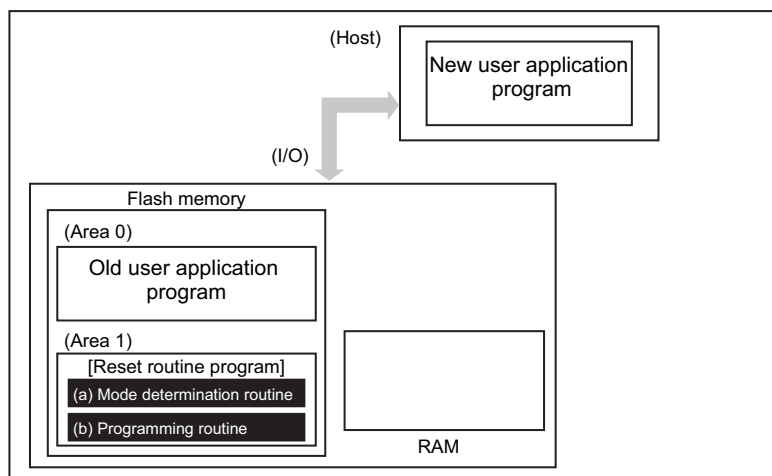 (Host)
New user application
program
(I/O)
Flash memory
(Area 0)
Old user application
program
(Area 1)
[Reset routine program]
(a) Mode determination routine
(b) Programming routine
RAM